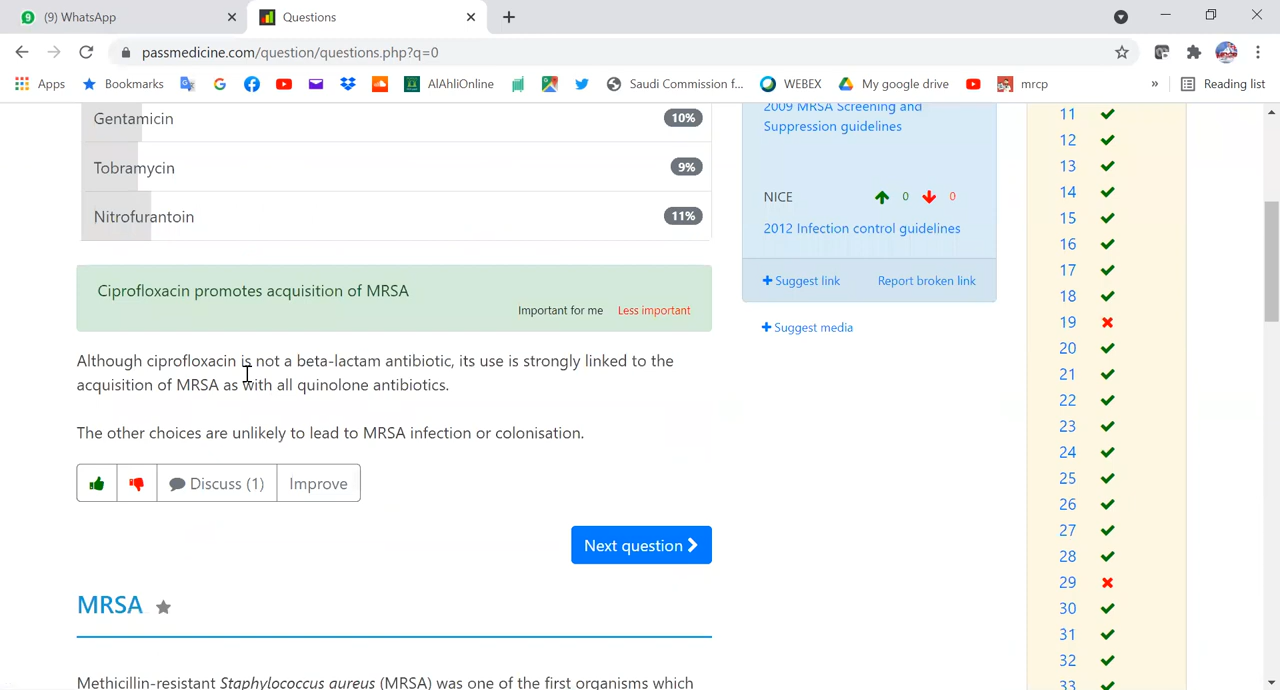 (9) WhatsApp
Questions
passmedicine.com/question/questions.php?q=0
Apps
Bookmarks
AlAhliOnline
Saudi Commission f...
WEBEX
My google drive
mrcp
»
Reading list
Gentamicin
10%
Tobramycin
9%
Nitrofurantoin
11%
Ciprofloxacin promotes acquisition of MRSA
Important for me Less important
Although ciprofloxacin is not a beta-lactam antibiotic, its use is strongly linked to the
acquisition of MRSA as with all quinolone antibiotics.
The other choices are unlikely to lead to MRSA infection or colonisation.
Discuss (1)
Improve
Next question
MRSA
Methicillin-resistant Staphylococcus aureus (MRSA) was one of the first organisms which
2009 MRSA Screening and
Suppression guidelines
NICE
0
0
2012 Infection control guidelines
Suggest link
Report broken link
Suggest media
11
12
13
14
15
16
17
18
19
20
21
22
23
24
25
26
27
28
29
30
31
32
33